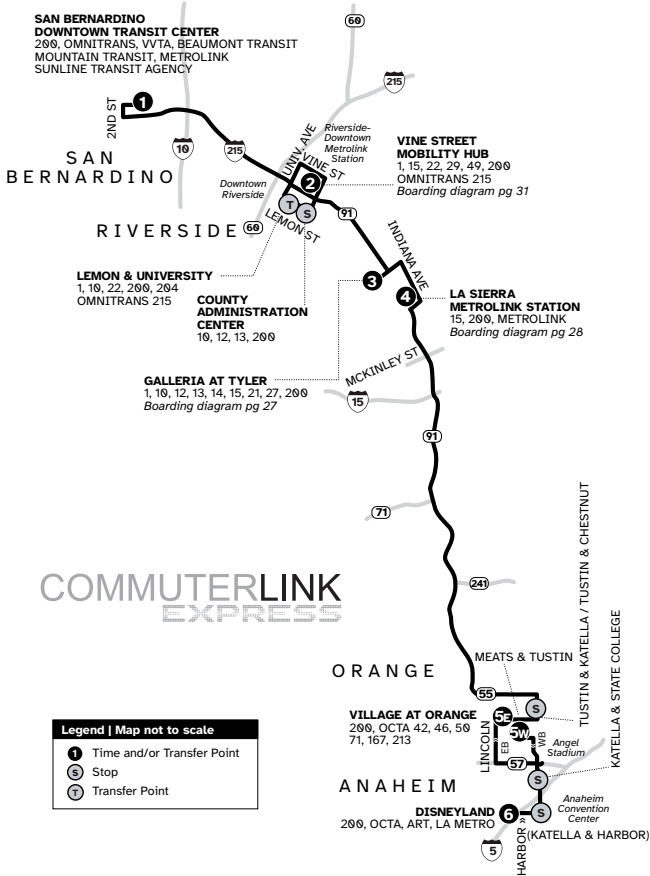 SAN BERNARDINO
DOWNTOWN TRANSIT CENTER
200, OMNITRANS, VVTA, BEAUMONT TRANSIT
MOUNTAIN TRANSIT, METROLINK
SUNLINE TRANSIT AGENCY
60
215
1
2ND ST
10
215
SAN
BERNARDINO
UNIV. AVE
Riverside-
Downtown
Metrolink
Station
VINE ST
2
VINE STREET
MOBILITY HUB
1, 15, 22, 29, 49, 200
OMNITRANS 215
Boarding diagram pg 31
Downtown
Riverside
T
S
LEMON ST
91
RIVERSIDE
60
INDIANA AVE
LEMON & UNIVERSITY
1, 10, 22, 200, 204
OMNITRANS 215
COUNTY
ADMINISTRATION
CENTER
10, 12, 13, 200
3
4
LA SIERRA
METROLINK STATION
15, 200, METROLINK
Boarding diagram pg 28
MCKINLEY ST
GALLERIA AT TYLER
1, 10, 12, 13, 14, 15, 21, 27, 200
Boarding diagram pg 27
15
91
71
241
COMMUTERLINK
EXPRESS
TUSTIN & KATELLA / TUSTIN & CHESTNUT
KATELLA & STATE COLLEGE
MEATS & TUSTIN
ORANGE
55
S
VILLAGE AT ORANGE
200, OCTA 42, 46, 50
71, 167, 213
5E
5W
LINCOLN
EB
WB
Angel
Stadium
57
S
ANAHEIM
DISNEYLAND
200, OCTA, ART, LA METRO
6
S
Anaheim
Convention
Center
(KATELLA & HARBOR)
HARBOR
5
Legend | Map not to scale
1 Time and/or Transfer Point
S Stop
T Transfer Point